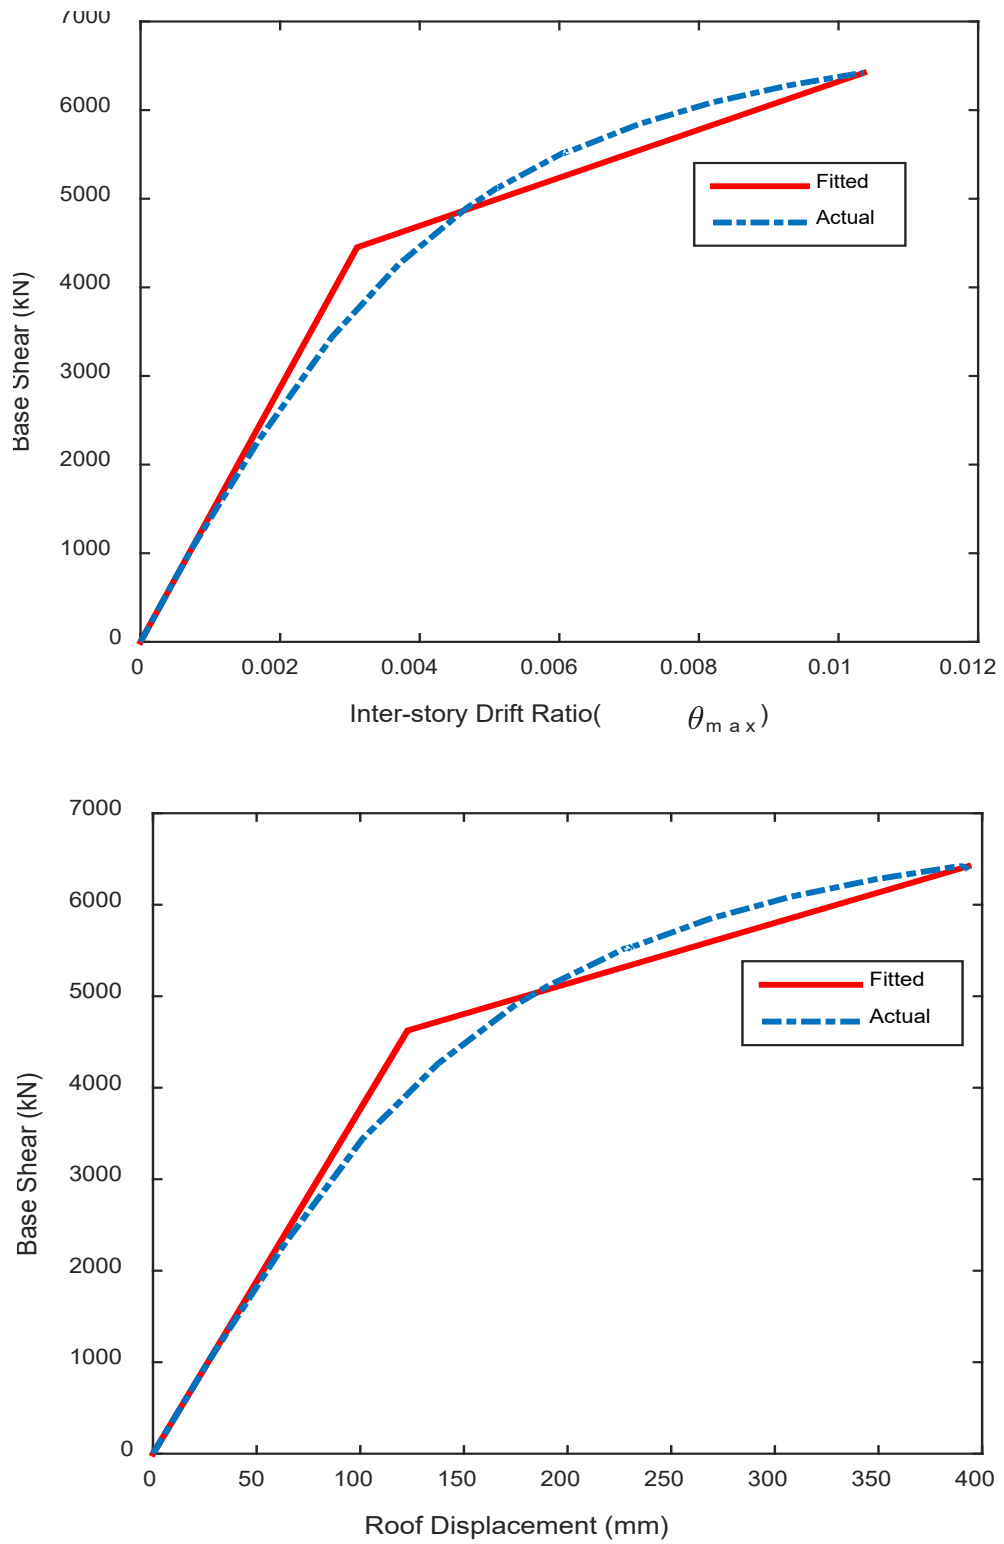 7000
6000
5000
4000
3000
2000
1000
0
Base Shear (kN)
Fitted
Actual
0 0.002 0.004 0.006 0.008 0.01 0.012
Inter-story Drift Ratio( θmax)
7000
6000
5000
4000
3000
2000
1000
0
Base Shear (kN)
Fitted
Actual
0 50 100 150 200 250 300 350 400
Roof Displacement (mm)